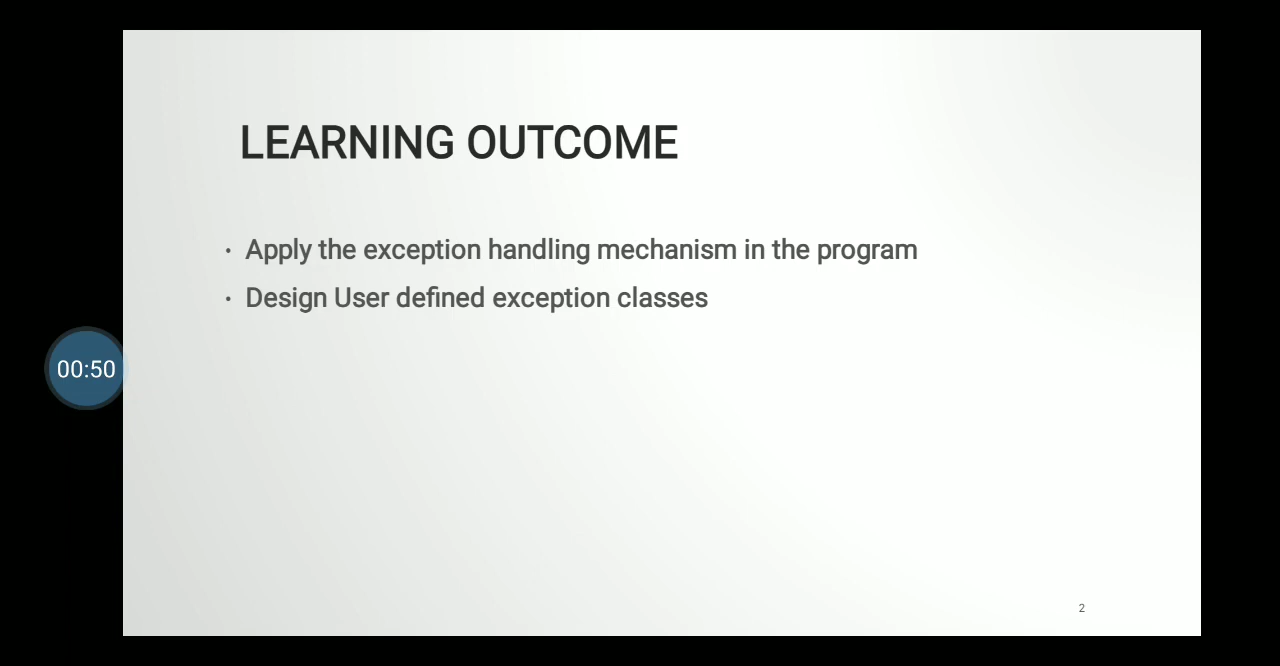 LEARNING OUTCOME
• Apply the exception handling mechanism in the program
• Design User defined exception classes
00:50
2